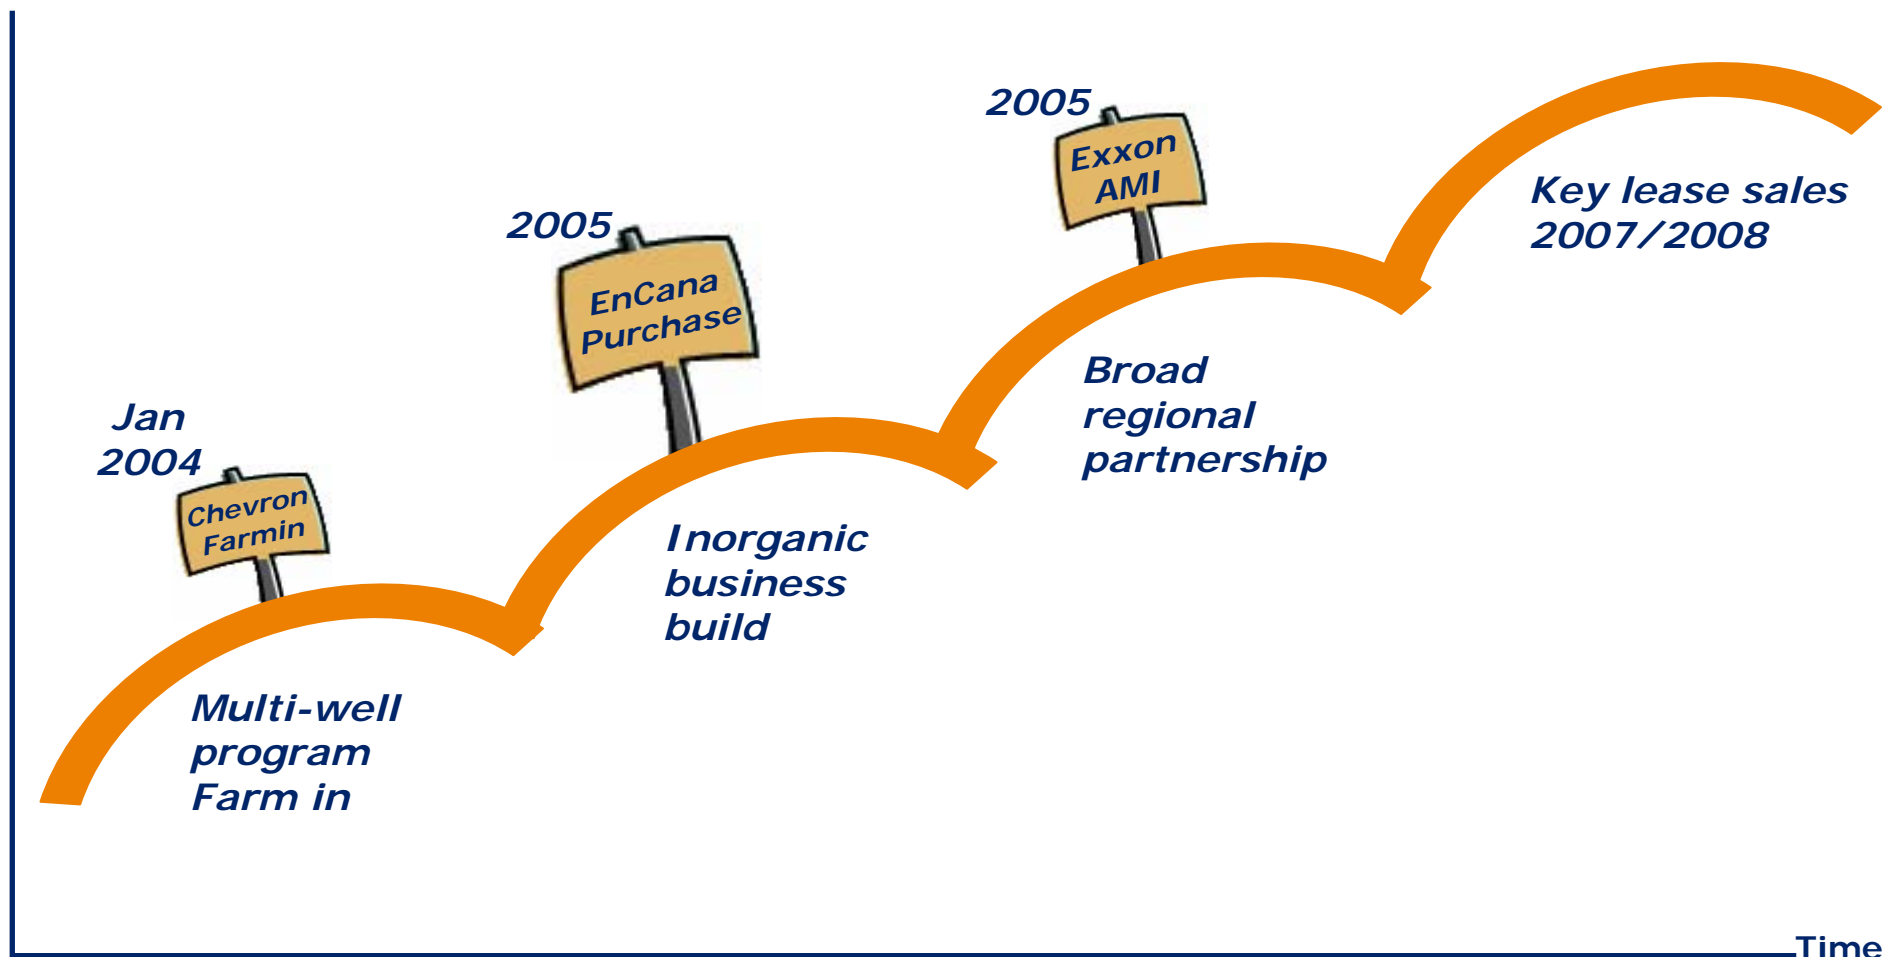 Jan
2004
Chevron
Farmin
Multi-well
program
Farm in
2005
EnCana
Purchase
Inorganic
business
build
2005
Exxon
AMI
Broad
regional
partnership
Key lease sales
2007/2008
Time